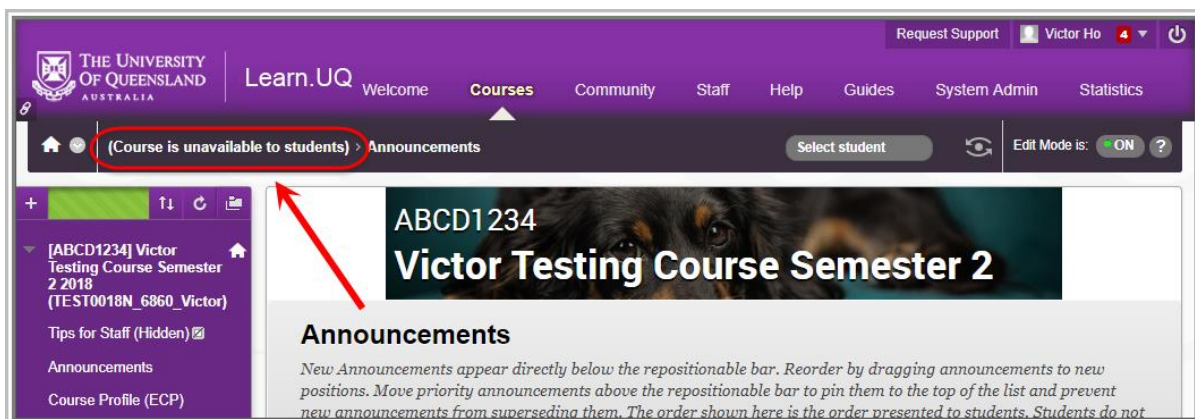 Request Support
Victor Ho 4
THE UNIVERSITY
OF QUEENSLAND
AUSTRALIA
Learn.UQ
Welcome Courses Community Staff Help Guides System Admin Statistics
(Course is unavailable to students) > Announcements
Select student
Edit Mode is: ON ?
[ABCD1234] Victor
Testing Course Semester
2 2018
(TEST0018N_6860_Victor)
Tips for Staff (Hidden)
Announcements
Course Profile (ECP)
ABCD1234
Victor Testing Course Semester 2
Announcements
New Announcements appear directly below the repositionable bar. Reorder by dragging announcements to new
positions. Move priority announcements above the repositionable bar to pin them to the top of the list and prevent
new announcements from superseding them. The order shown here is the order presented to students. Students do not